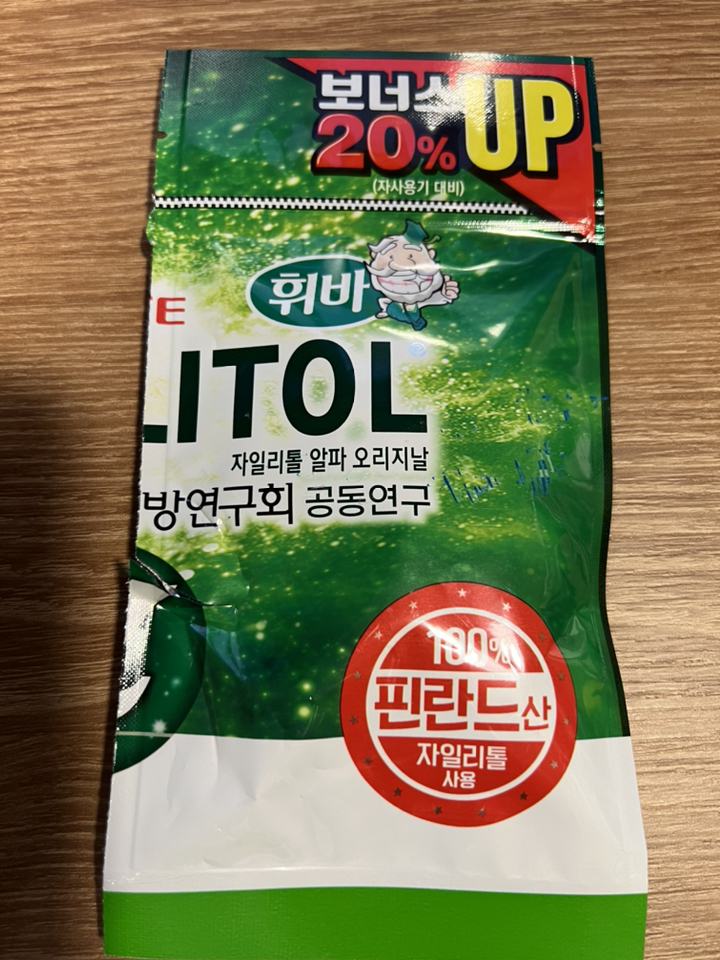 보너스 UP
20%
(자사용기 대비)
휘바
TE
LITOL
자일리톨 알파 오리지날
방연구회 공동연구
100%
핀란드산
자일리톨
사용